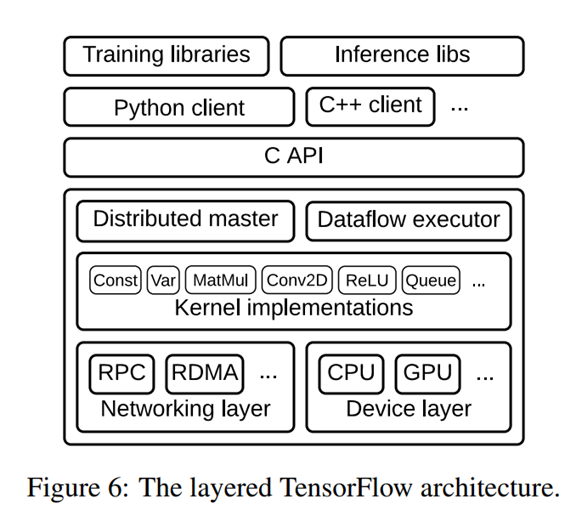 Training libraries
Inference libs
Python client
C++ client
...
C API
Distributed master
Dataflow executor
Const Var MatMul Conv2D ReLU Queue ...
Kernel implementations
RPC RDMA ...
Networking layer
CPU GPU ...
Device layer
Figure 6: The layered TensorFlow architecture.